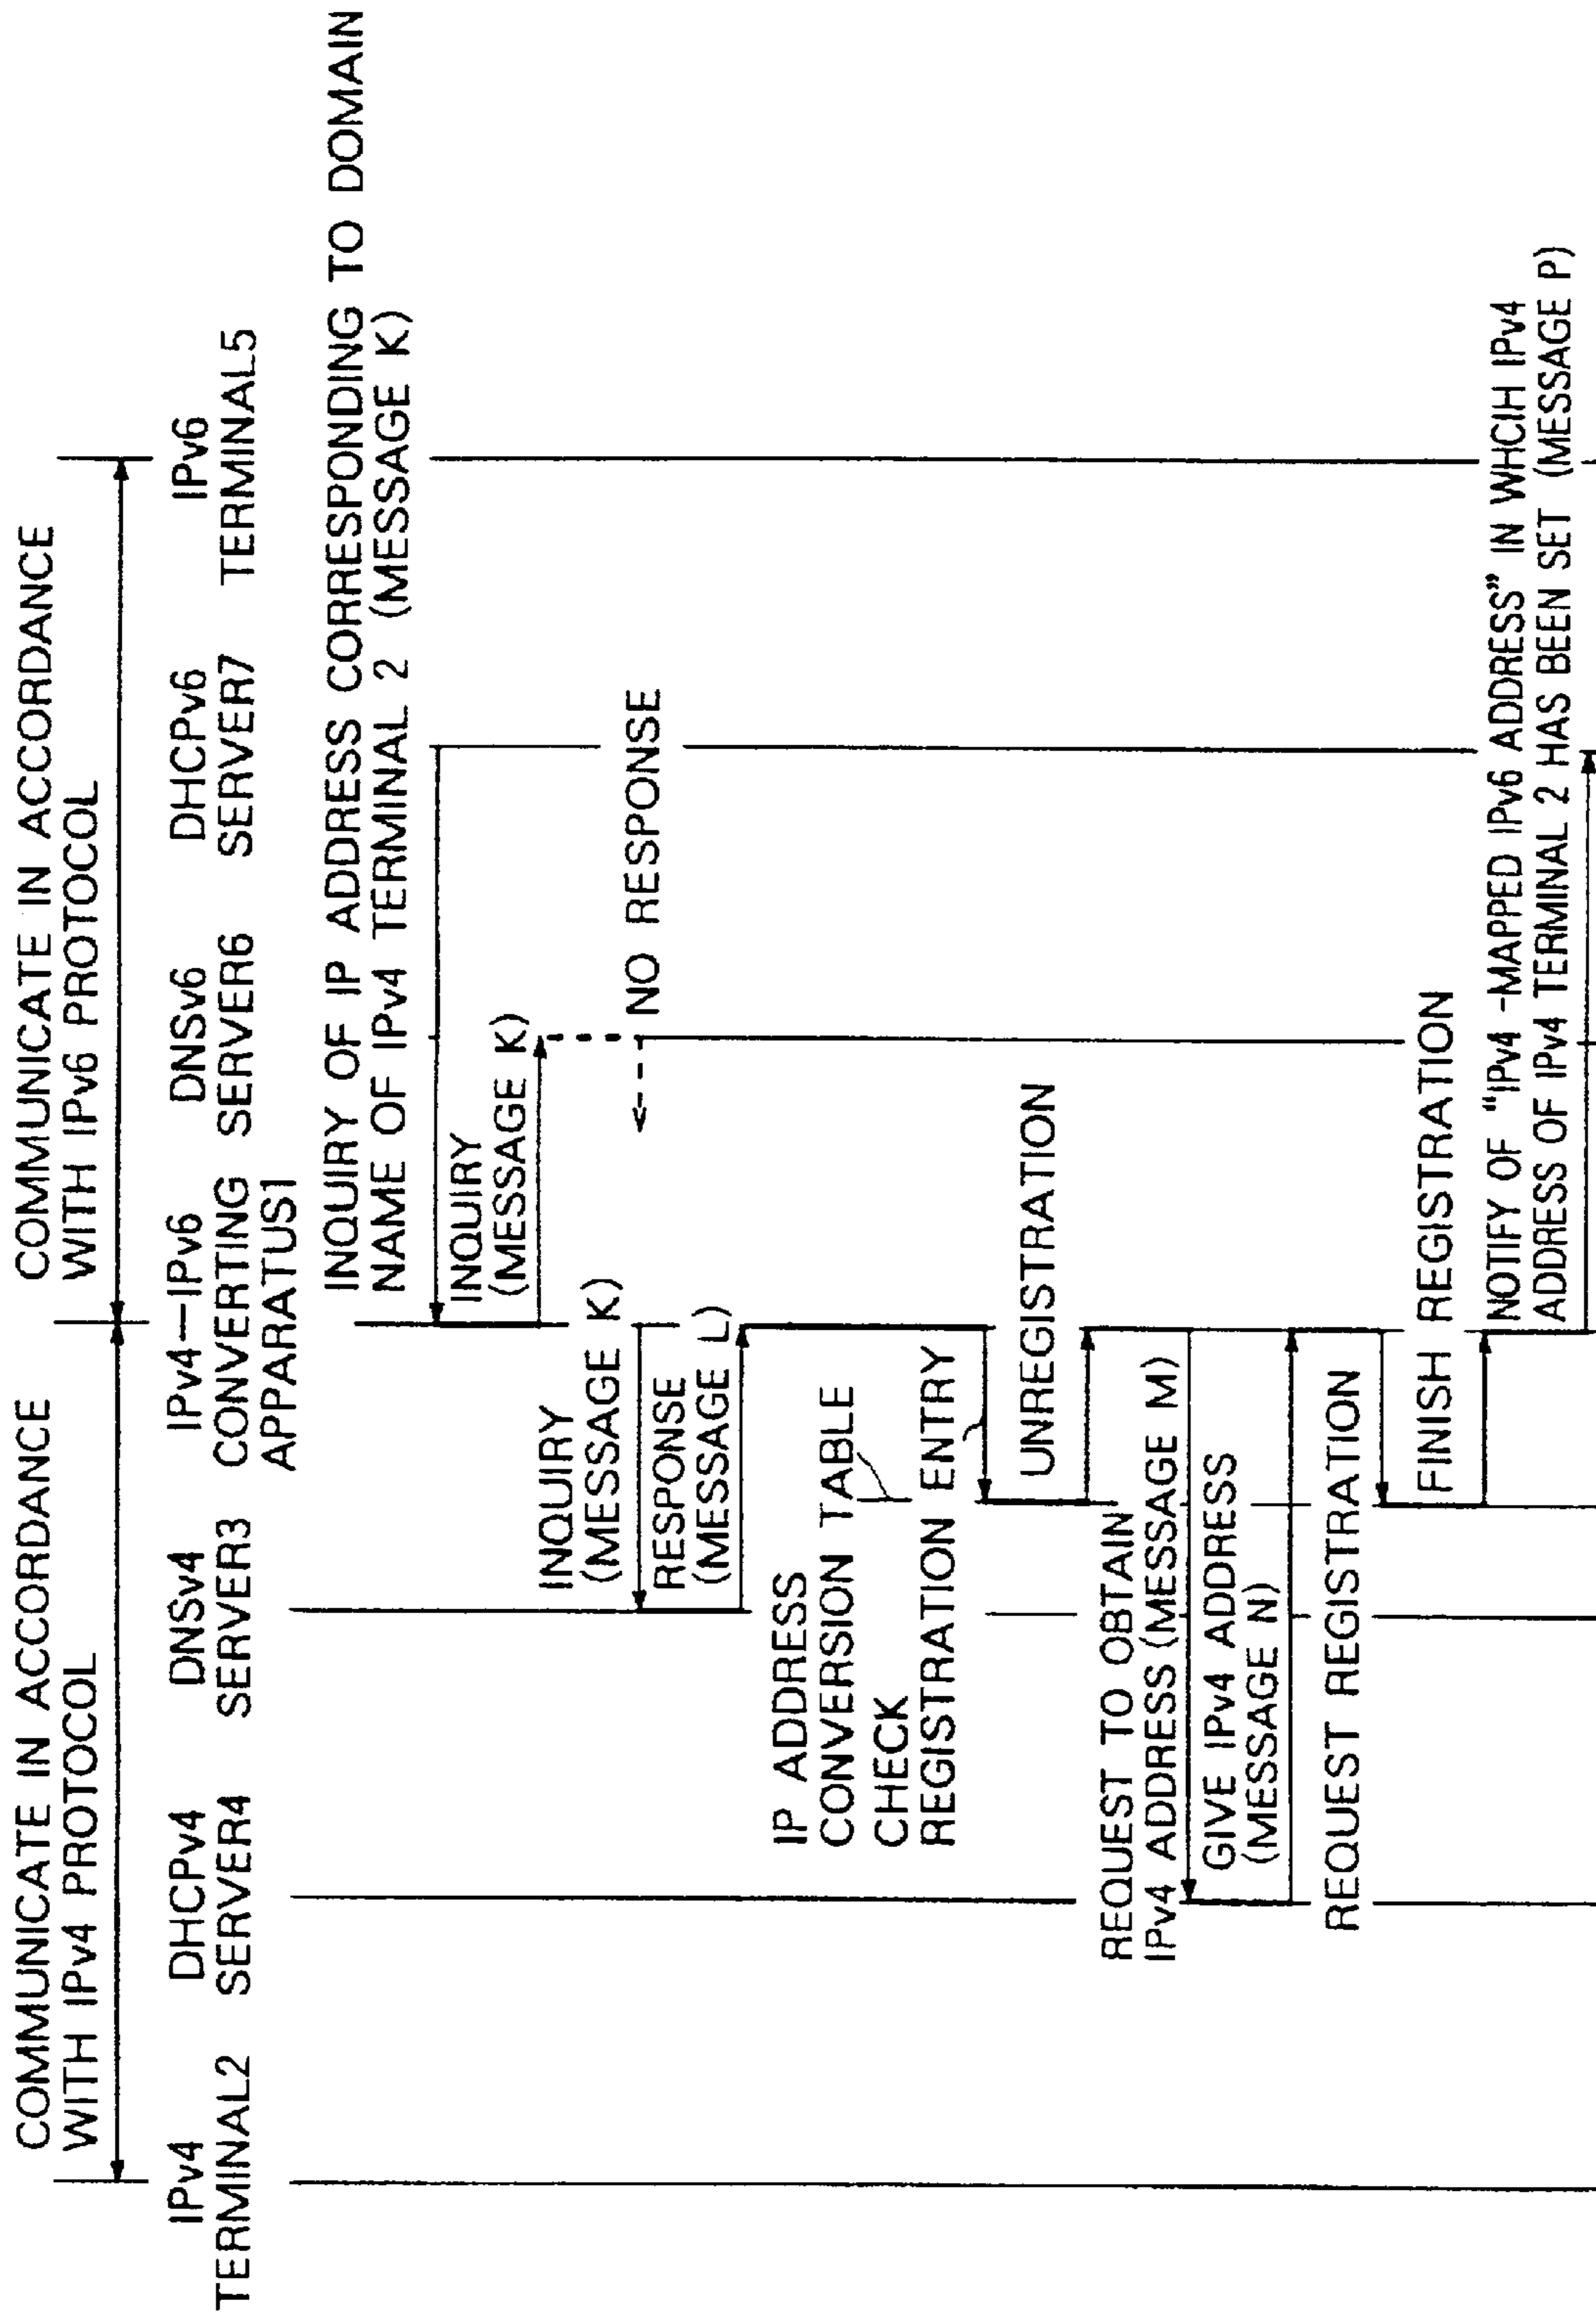 COMMUNICATE IN ACCORDANCE
WITH IPv4 PROTOCOL
COMMUNICATE IN ACCORDANCE
WITH IPv6 PROTOCOL
IPv4
TERMINAL2
DHCPv4
SERVER4
DNSv4
SERVER3
IPv4—IPv6
CONVERTING
APPARATUS1
DNSv6
SERVER6
DHCPv6
SERVER7
IPv6
TERMINAL5
INQUIRY OF IP ADDRESS CORRESPONDING TO DOMAIN
NAME OF IPv4 TERMINAL 2 (MESSAGE K)
INQUIRY
(MESSAGE K)
NO RESPONSE
INQUIRY
(MESSAGE K)
RESPONSE
(MESSAGE L)
IP ADDRESS
CONVERSION TABLE
CHECK
REGISTRATION ENTRY
UNREGISTRATION
REQUEST TO OBTAIN
IPv4 ADDRESS (MESSAGE M)
GIVE IPv4 ADDRESS
(MESSAGE N)
REQUEST REGISTRATION
FINISH REGISTRATION
NOTIFY OF "IPv4 -MAPPED IPv6 ADDRESS" IN WHCIH IPv4
ADDRESS OF IPv4 TERMINAL 2 HAS BEEN SET (MESSAGE P)